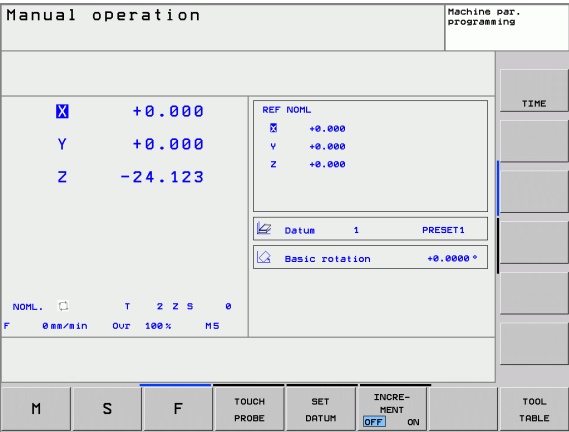 Manual operation
Machine par.
programming
TIME
X +0.000
Y +0.000
Z -24.123
REF NOML
X +0.000
Y +0.000
Z +0.000
Datum 1 PRESET1
Basic rotation +0.0000°
NOML. T 2 Z S 0
F 0mm/min Ovr 100% M5
M
S
F
TOUCH
PROBE
SET
DATUM
INCRE-
MENT
OFF ON
TOOL
TABLE